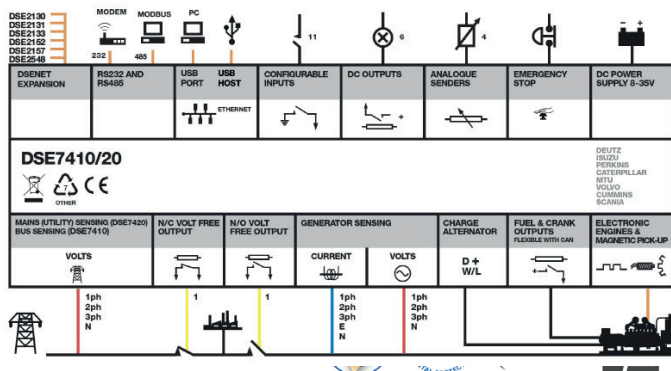 DSE2130
DSE2131
DSE2133
DSE2152
DSE2157
DSE2548
MODEM
MODBUS
PC
232
485
11
6
4
- +
DSENET
EXPANSION
RS232 AND
RS485
USB
PORT
USB
HOST
ETHERNET
CONFIGURABLE
INPUTS
DC OUTPUTS
+
ANALOGUE
SENDERS
EMERGENCY
STOP
DC POWER
SUPPLY 8-35V
DSE7410/20
7
OTHER
CE
DEUTZ
ISUZU
PERKINS
CATERPILLAR
MTU
VOLVO
CUMMINS
SCANIA
MAINS (UTILITY) SENSING (DSE7420)
BUS SENSING (DSE7410)
VOLTS
N/C VOLT FREE
OUTPUT
N/O VOLT
FREE OUTPUT
GENERATOR SENSING
CURRENT
VOLTS
CHARGE
ALTERNATOR
D+
W/L
FUEL & CRANK
OUTPUTS
FLEXIBLE WITH CAN
+
ELECTRONIC
ENGINES &
MAGNETIC PICK-UP
1ph
2ph
3ph
N
1
1
1ph
2ph
3ph
E
N
1ph
2ph
3ph
N